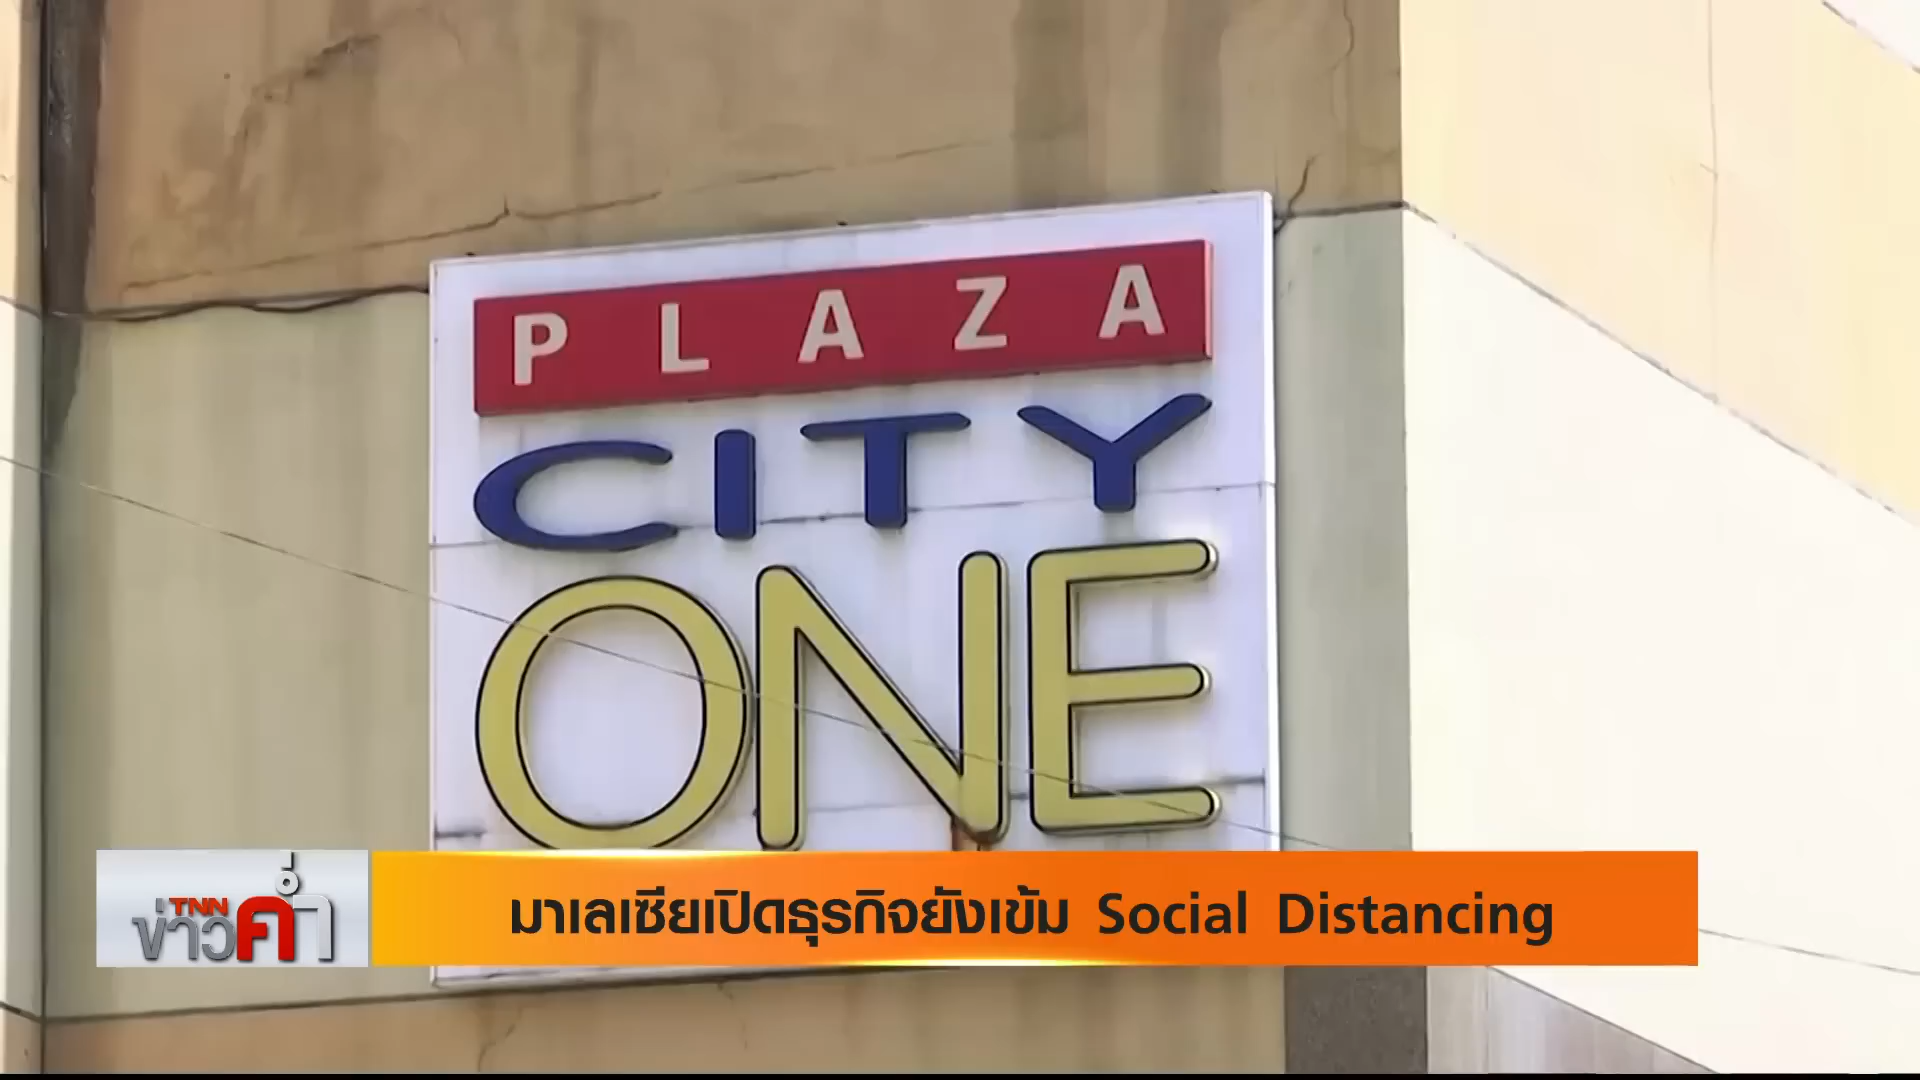 PLAZA
CITY
ONE
TNN
ข่าวค่ำ
มาเลเซียเปิดธุรกิจยังเข้ม Social Distancing